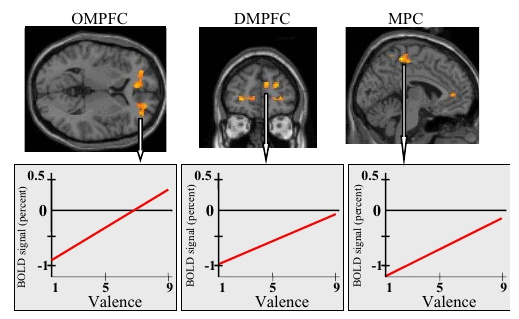 OMPFC
DMPFC
MPC
BOLD signal (percent)
0.5
0
-1
1 5 9
Valence
BOLD signal (percent)
0.5
0
-1
1 5 9
Valence
BOLD signal (percent)
0.5
0
-1
1 5 9
Valence